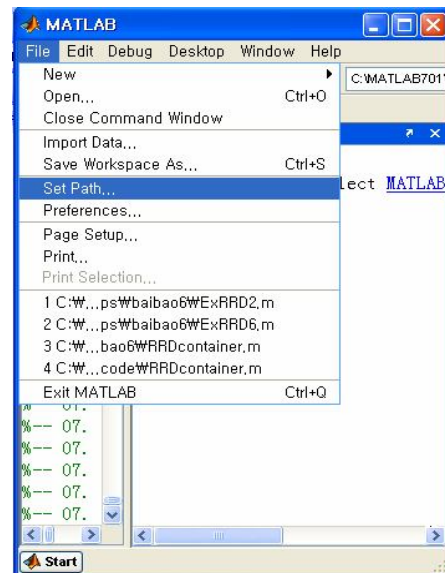 MATLAB
File Edit Debug Desktop Window Help
New
Open... Ctrl+O
Close Command Window
Import Data...
Save Workspace As... Ctrl+S
Set Path...
Preferences...
Page Setup...
Print...
Print Selection...
1 C:₩...ps₩baibao6₩ExRRD2.m
2 C:₩...ps₩baibao6₩ExRRD6.m
3 C:₩...bao6₩RRDcontainer.m
4 C:₩...code₩RRDcontainer.m
Exit MATLAB Ctrl+Q
C:₩MATLAB701₩
lect MATLAB
%-- 07.
%-- 07.
%-- 07.
%-- 07.
%-- 07.
%-- 07.
Start